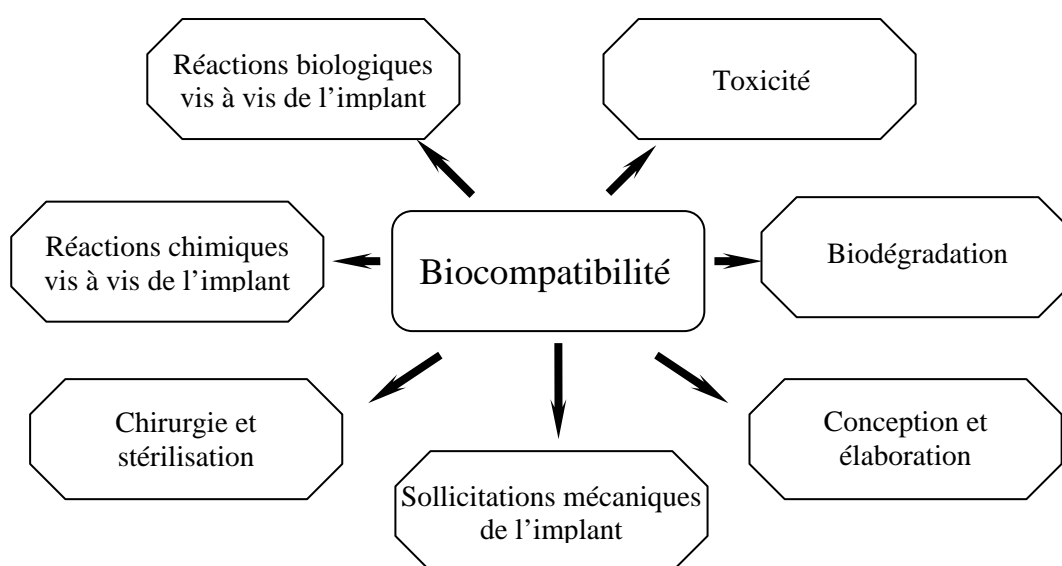 Réactions biologiques
vis à vis de l’implant
Toxicité
Réactions chimiques
vis à vis de l’implant
Biocompatibilité
Biodégradation
Chirurgie et
stérilisation
Sollicitations mécaniques
de l’implant
Conception et
élaboration